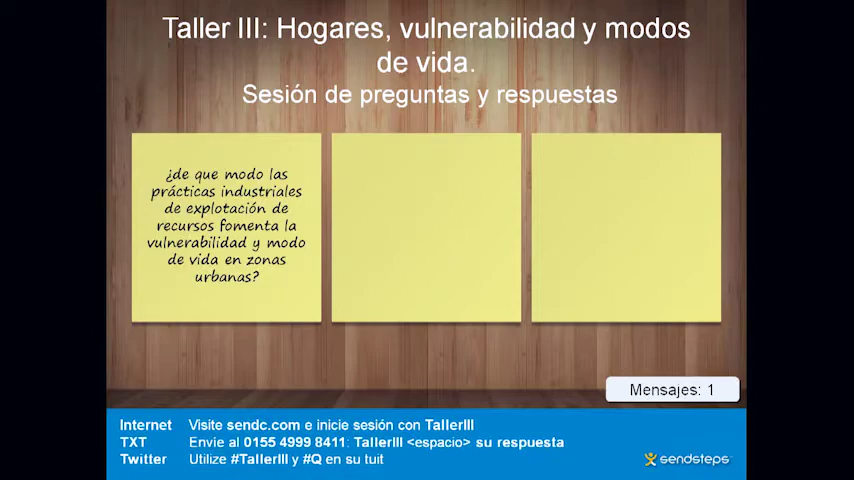 Taller III: Hogares, vulnerabilidad y modos
de vida.
Sesión de preguntas y respuestas
¿de que modo las
prácticas industriales
de explotación de
recursos fomenta la
vulnerabilidad y modo
de vida en zonas
urbanas?
Mensajes: 1
Internet Visite sendc.com e inicie sesión con TallerIII
TXT Envíe al 0155 4999 8411: TallerIII <espacio> su respuesta
Twitter Utilize #TallerIII y #Q en su tuit
sendsteps